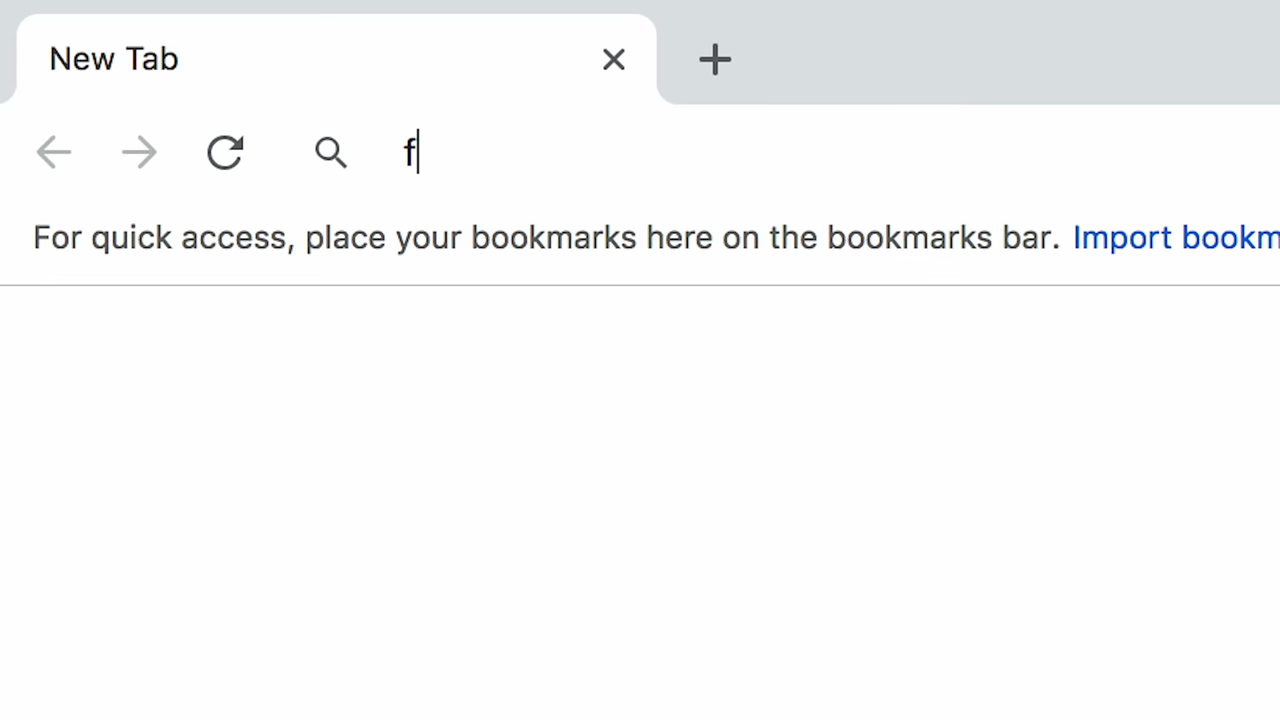 New Tab
f
For quick access, place your bookmarks here on the bookmarks bar. Import bookm